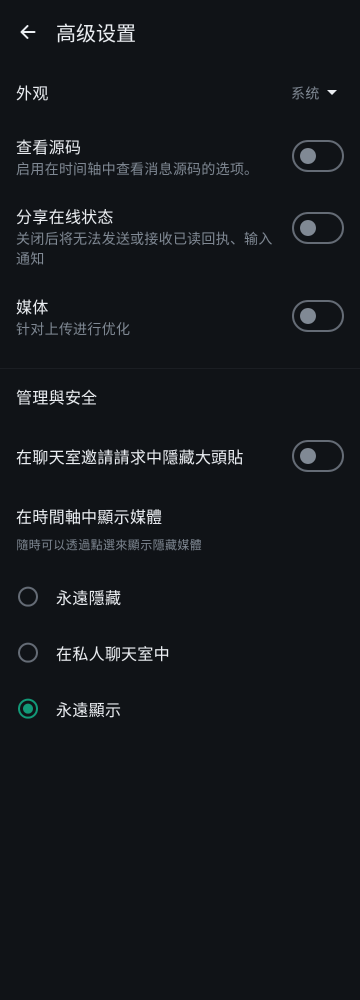 高级设置
外观
系统
查看源码
启用在时间轴中查看消息源码的选项。
分享在线状态
关闭后将无法发送或接收已读回执、输入
通知
媒体
针对上传进行优化
管理與安全
在聊天室邀請請求中隱藏大頭貼
在時間軸中顯示媒體
隨時可以透過點選來顯示隱藏媒體
永遠隱藏
在私人聊天室中
永遠顯示